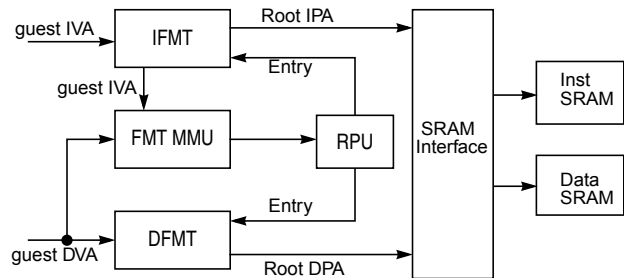 guest IVA
IFMT
Root IPA
Entry
guest IVA
FMT MMU
RPU
SRAM
Interface
Inst
SRAM
Data
SRAM
Entry
guest DVA
DFMT
Root DPA